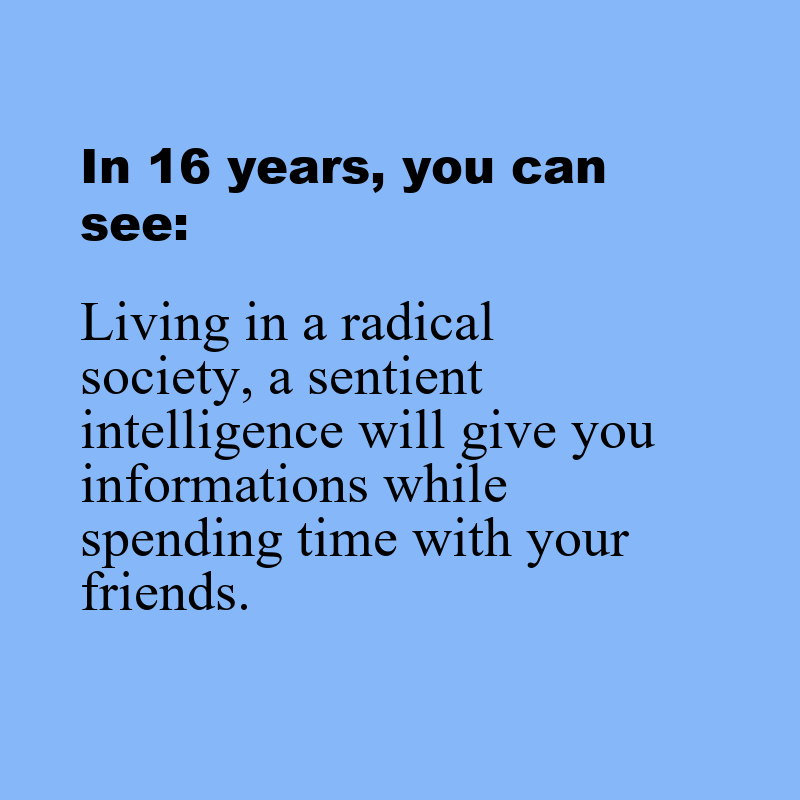 In 16 years, you can
see:
Living in a radical
society, a sentient
intelligence will give you
informations while
spending time with your
friends.